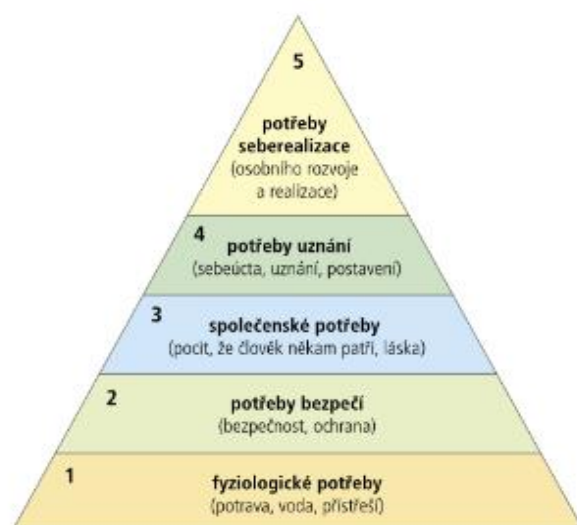 5
potřeby
seberealizace
(osobního rozvoje
a realizace)
4
potřeby uznání
(sebeúcta, uznání, postavení)
3
společenské potřeby
(pocit, že člověk někam patří, láska)
2
potřeby bezpečí
(bezpečnost, ochrana)
1
fyziologické potřeby
(potrava, voda, přístřeší)